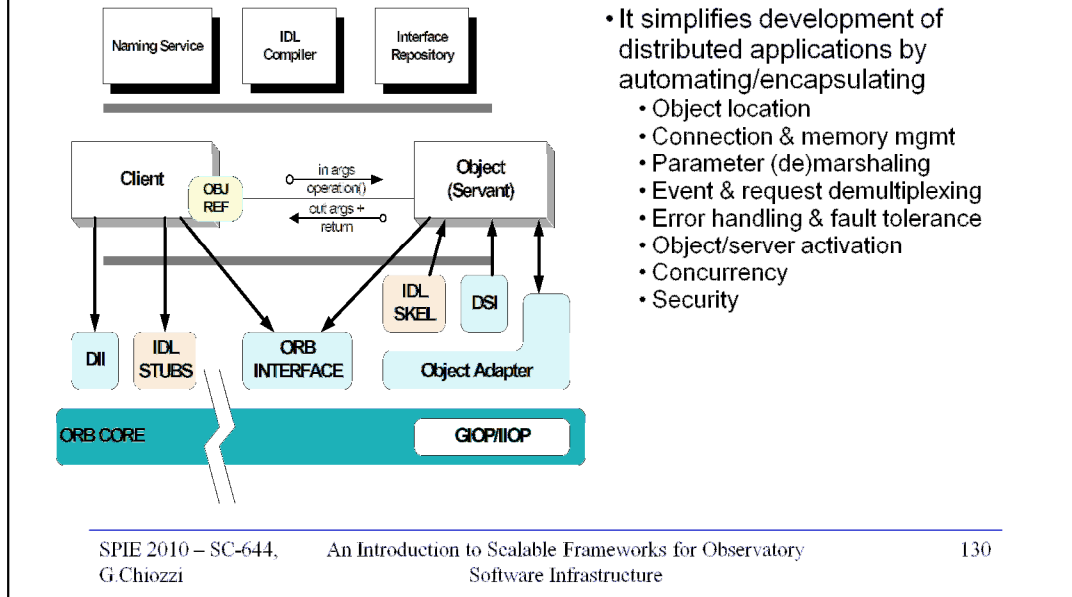 Naming Service
IDL
Compiler
Interface
Repository
Client
OBJ
REF
in args
operation()
out args +
return
Object
(Servant)
IDL
SKEL
DSI
DII
IDL
STUBS
ORB
INTERFACE
Object Adapter
ORB CORE
GIOP/IIOP
• It simplifies development of
distributed applications by
automating/encapsulating
• Object location
• Connection & memory mgmt
• Parameter (de)marshaling
• Event & request demultiplexing
• Error handling & fault tolerance
• Object/server activation
• Concurrency
• Security
SPIE 2010 – SC-644,
G.Chiozzi
An Introduction to Scalable Frameworks for Observatory
Software Infrastructure
130